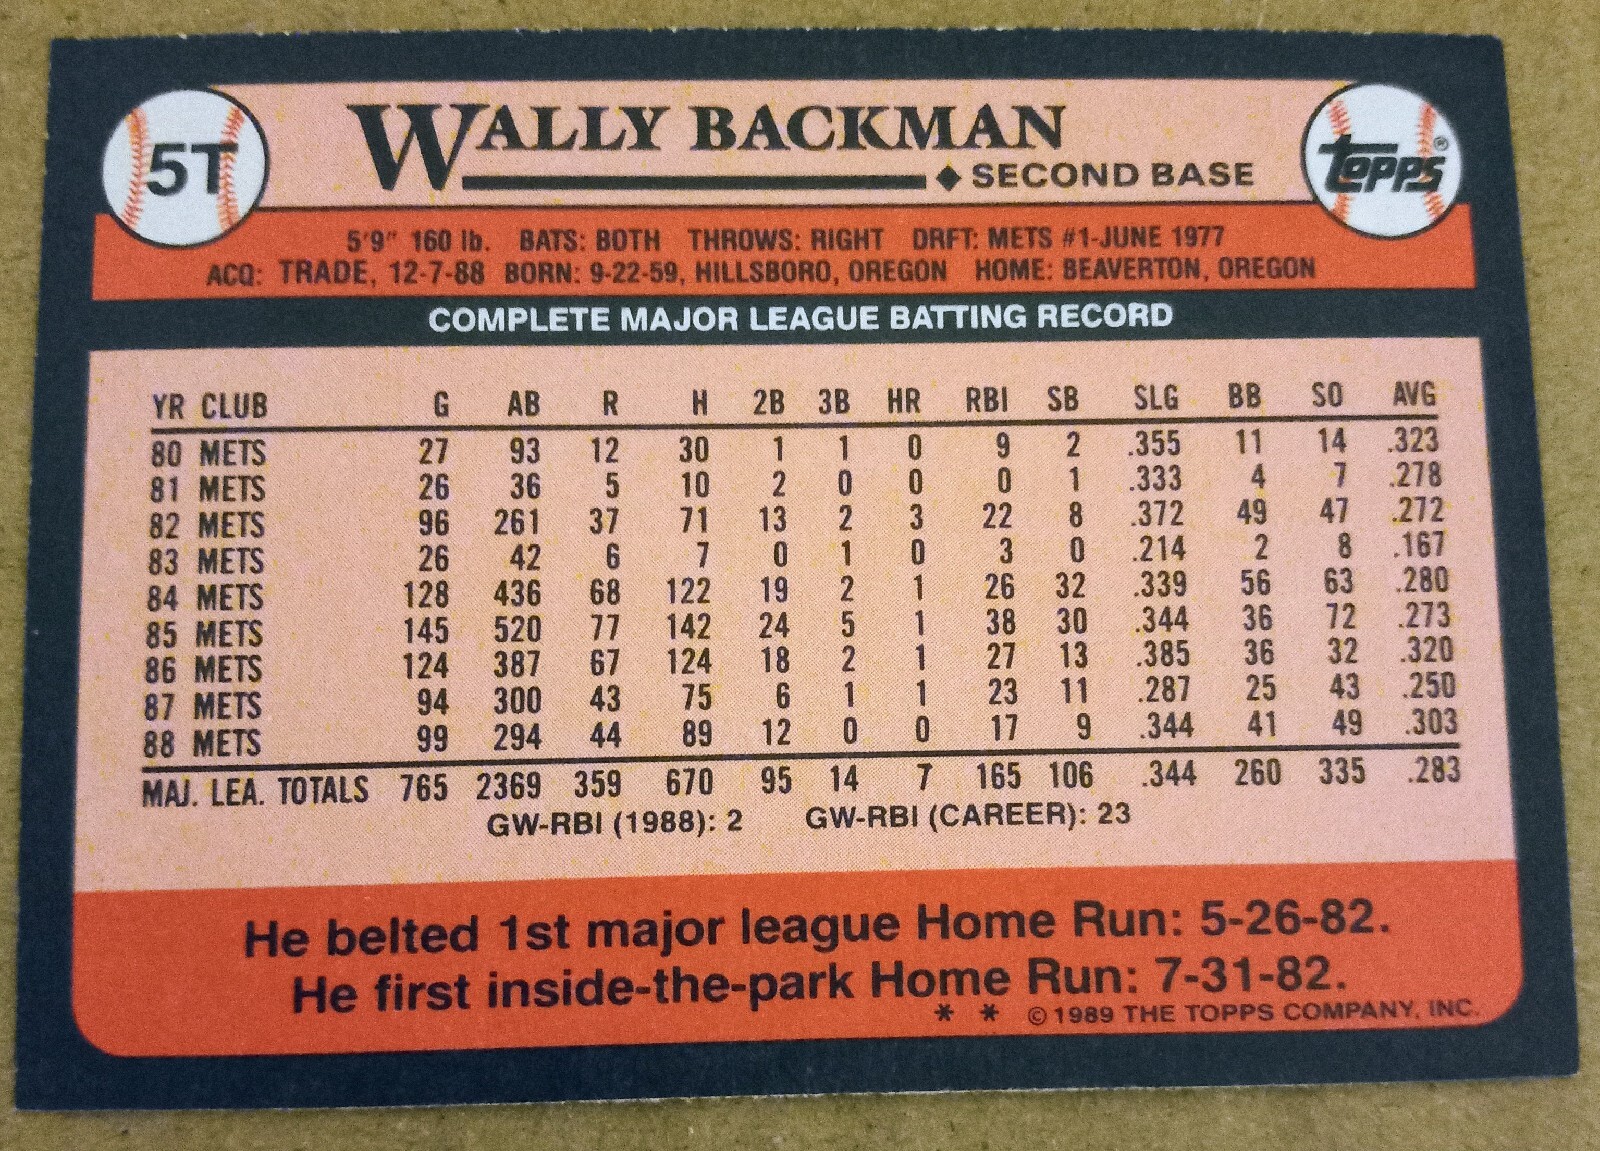 5T
WALLY BACKMAN
SECOND BASE
TOPPS®
5'9" 160 lb. BATS: BOTH THROWS: RIGHT DRFT: METS #1-JUNE 1977
ACQ: TRADE, 12-7-88 BORN: 9-22-59, HILLSBORO, OREGON HOME: BEAVERTON, OREGON
COMPLETE MAJOR LEAGUE BATTING RECORD
YR CLUB G AB R H 2B 3B HR RBI SB SLG BB SO AVG
80 METS 27 93 12 30 1 1 0 9 2 .355 11 14 .323
81 METS 26 36 5 10 2 0 0 0 1 .333 4 7 .278
82 METS 96 261 37 71 13 2 3 22 8 .372 49 47 .272
83 METS 26 42 6 7 0 1 0 3 0 .214 2 8 .167
84 METS 128 436 68 122 19 2 1 26 32 .339 56 63 .280
85 METS 145 520 77 142 24 5 1 38 30 .344 36 72 .273
86 METS 124 387 67 124 18 2 1 27 13 .385 36 32 .320
87 METS 94 300 43 75 6 1 1 23 11 .287 25 43 .250
88 METS 99 294 44 89 12 0 0 17 9 .344 41 49 .303
MAJ. LEA. TOTALS 765 2369 359 670 95 14 7 165 106 .344 260 335 .283
GW-RBI (1988): 2 GW-RBI (CAREER): 23
He belted 1st major league Home Run: 5-26-82.
He first inside-the-park Home Run: 7-31-82.
* * © 1989 THE TOPPS COMPANY, INC.